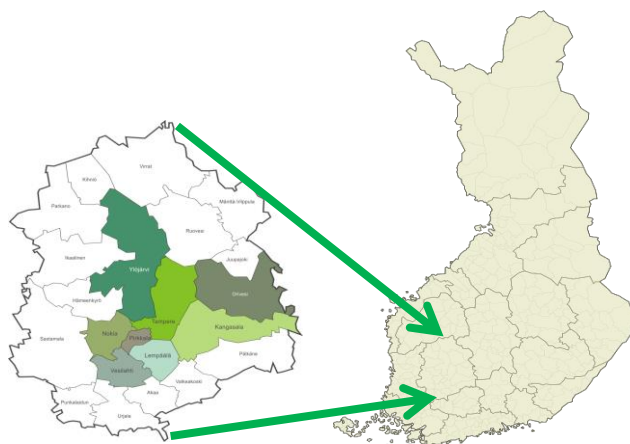 Virrat
Kihniö
Parkano
Mänttä-Vilppula
Ruovesi
Juupajoki
Ikaalinen
Ylöjärvi
Orivesi
Hämeenkyrö
Tampere
Nokia
Kangasala
Pirkkala
Sastamala
Lempäälä
Pälkäne
Vesilahti
Valkeakoski
Akaa
Punkalaidun
Urjala